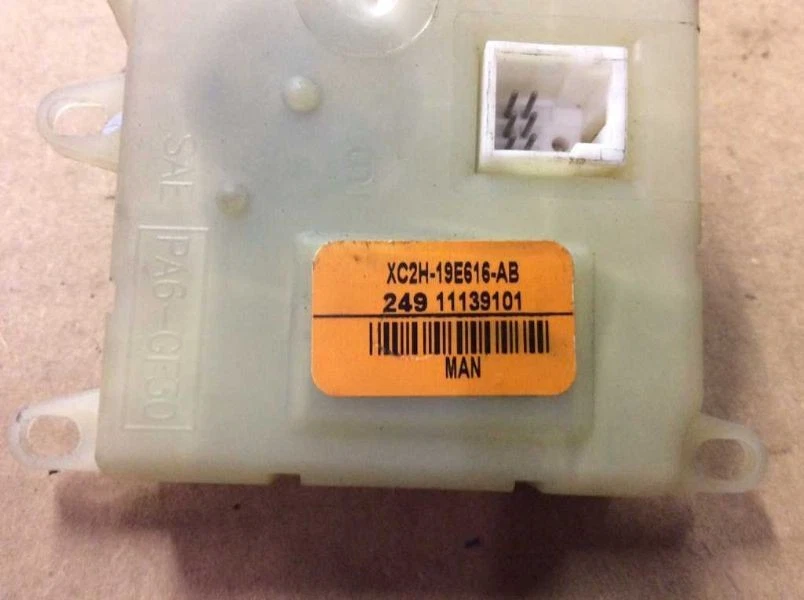 SAE PA6-GF30
XC2H-19E616-AB
249 11139101
MAN